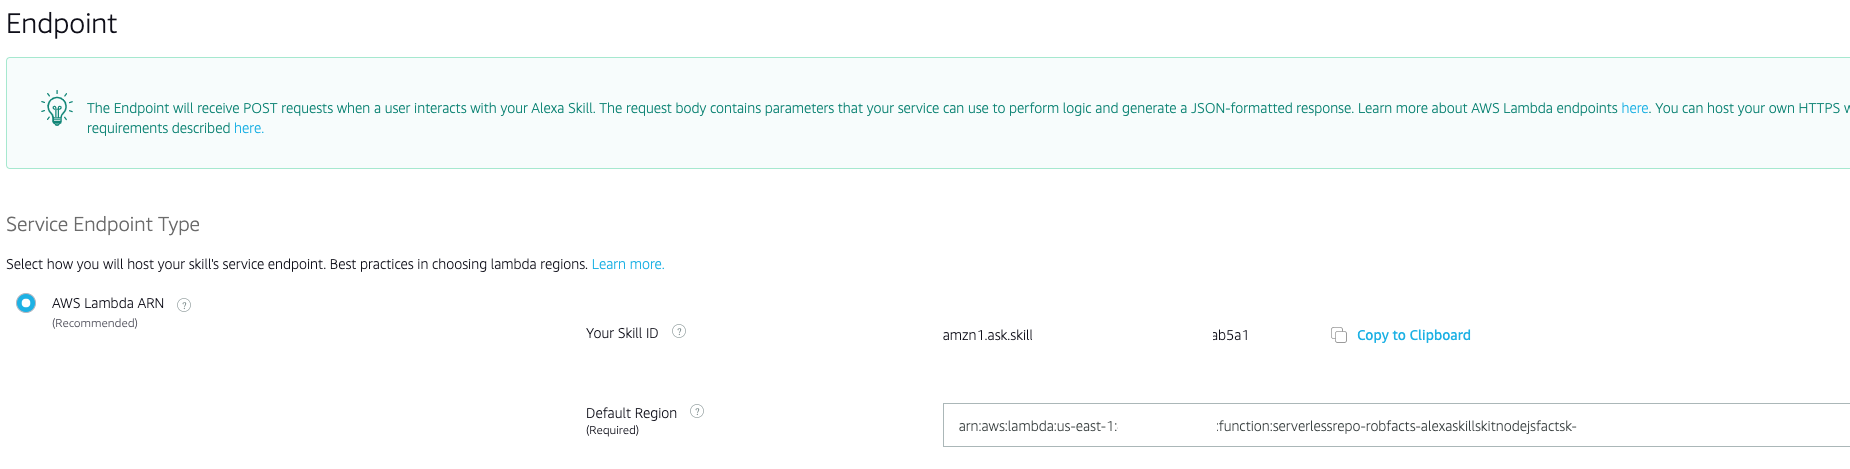 Endpoint
The Endpoint will receive POST requests when a user interacts with your Alexa Skill. The request body contains parameters that your service can use to perform logic and generate a JSON-formatted response. Learn more about AWS Lambda endpoints here. You can host your own HTTPS
requirements described here.
Service Endpoint Type
Select how you will host your skill's service endpoint. Best practices in choosing lambda regions. Learn more.
AWS Lambda ARN ?
(Recommended)
Your Skill ID ? amzn1.ask.skill ab5a1 Copy to Clipboard
Default Region ?
(Required)
arn:aws:lambda:us-east-1: :function:serverlessrepo-robfacts-alexaskillskitnodejsfactsk-